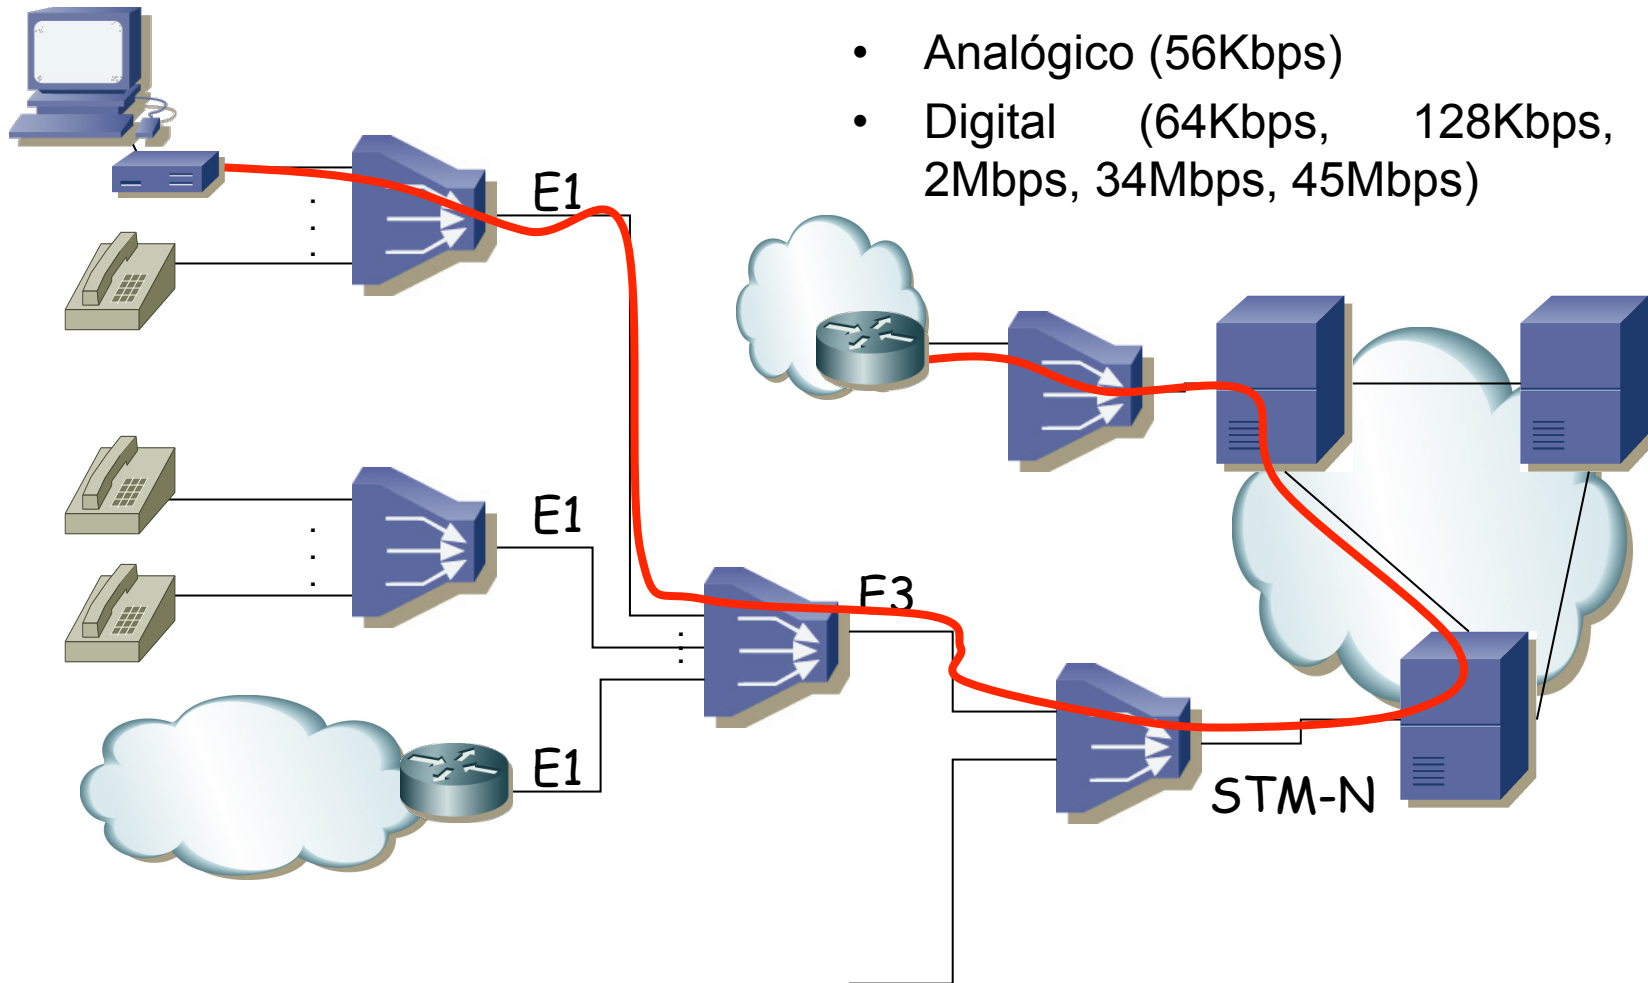 • Analógico (56Kbps)
• Digital (64Kbps, 128Kbps,
2Mbps, 34Mbps, 45Mbps)
E1
E1
E3
E1
STM-N